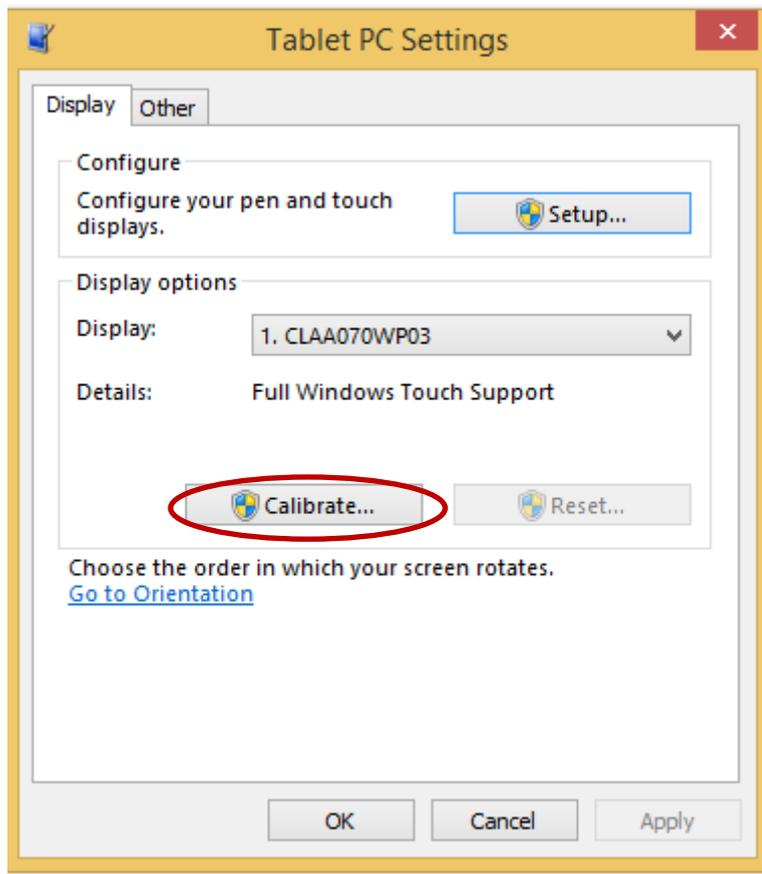 Tablet PC Settings
Display Other
Configure
Configure your pen and touch
displays.
Setup...
Display options
Display:
1. CLAA070WP03
Details:
Full Windows Touch Support
Calibrate...
Reset...
Choose the order in which your screen rotates.
Go to Orientation
OK
Cancel
Apply